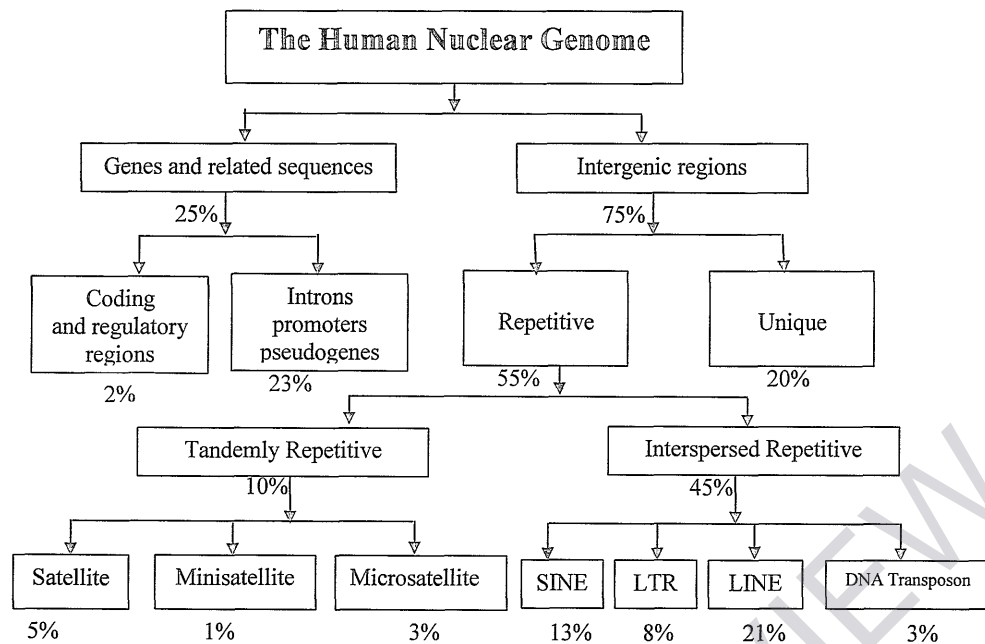 The Human Nuclear Genome
Genes and related sequences
Intergenic regions
25%
75%
Coding
and regulatory
regions
2%
Introns
promoters
pseudogenes
23%
Repetitive
55%
Unique
20%
Tandemly Repetitive
10%
Interspersed Repetitive
45%
Satellite
Minisatellite
Microsatellite
SINE
LTR
LINE
DNA Transposon
5%
1%
3%
13%
8%
21%
3%